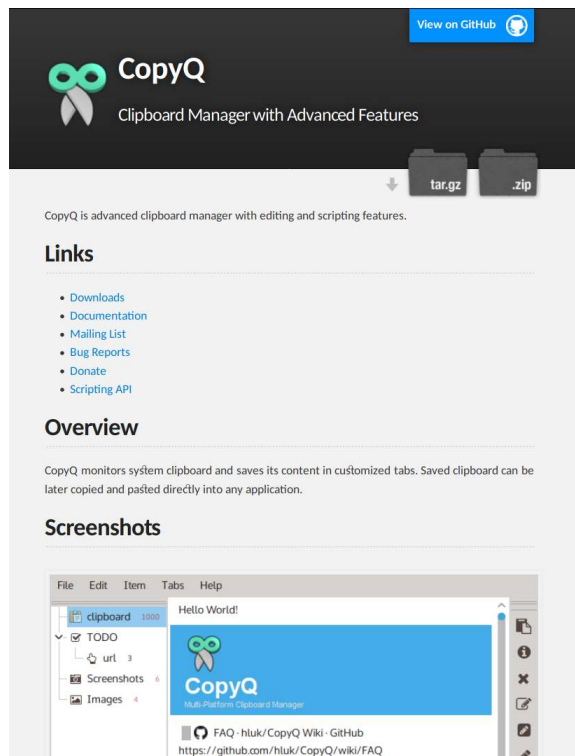 View on GitHub
CopyQ
Clipboard Manager with Advanced Features
tar.gz
.zip
CopyQ is advanced clipboard manager with editing and scripting features.
Links
Downloads
Documentation
Mailing List
Bug Reports
Donate
Scripting API
Overview
CopyQ monitors system clipboard and saves its content in customized tabs. Saved clipboard can be
later copied and pasted directly into any application.
Screenshots
File Edit Item Tabs Help
clipboard 1000
TODO
url 3
Screenshots 6
Images 4
Hello World!
CopyQ
Multi-Platform Clipboard Manager
FAQ · hluk/CopyQ Wiki · GitHub
https://github.com/hluk/CopyQ/wiki/FAQ